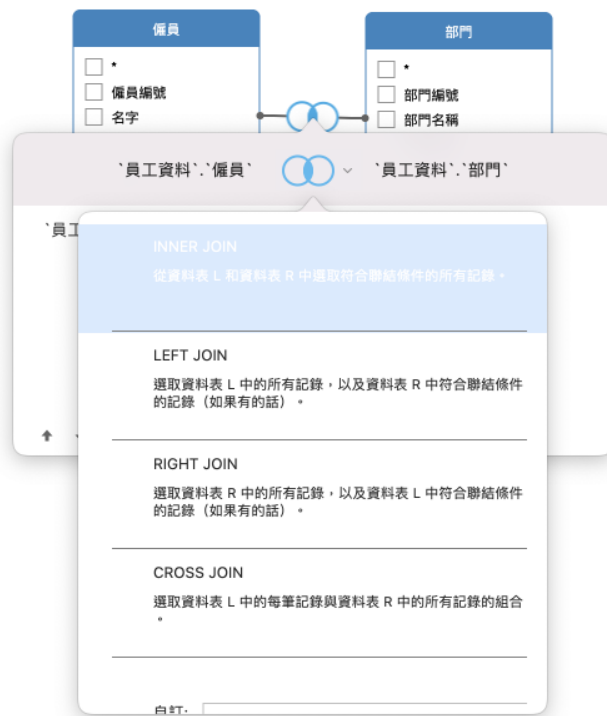 僱員
部門
*
*
僱員編號
部門編號
名字
部門名稱
`員工資料`.`僱員`
`員工資料`.`部門`
`員工
INNER JOIN
從資料表 L 和資料表 R 中選取符合聯結條件的所有記錄。
LEFT JOIN
選取資料表 L 中的所有記錄，以及資料表 R 中符合聯結條件
的記錄（如果有的話）。
RIGHT JOIN
選取資料表 R 中的所有記錄，以及資料表 L 中符合聯結條件
的記錄（如果有的話）。
CROSS JOIN
選取資料表 L 中的每筆記錄與資料表 R 中的所有記錄的組合
。
自訂: